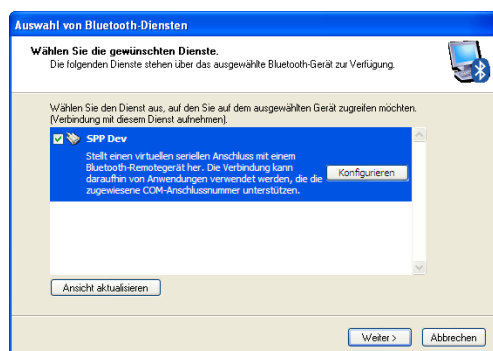 Auswahl von Bluetooth-Diensten
Wählen Sie die gewünschten Dienste.
Die folgenden Dienste stehen über das ausgewählte Bluetooth-Gerät zur Verfügung.
Wählen Sie den Dienst aus, auf den Sie auf dem ausgewählten Gerät zugreifen möchten.
(Verbindung mit diesem Dienst aufnehmen).
SPP Dev
Stellt einen virtuellen seriellen Anschluss mit einem
Bluetooth-Remotegerät her. Die Verbindung kann
daraufhin von Anwendungen verwendet werden, die die
zugewiesene COM-Anschlussnummer unterstützen.
Konfigurieren
Ansicht aktualisieren
Weiter >
Abbrechen